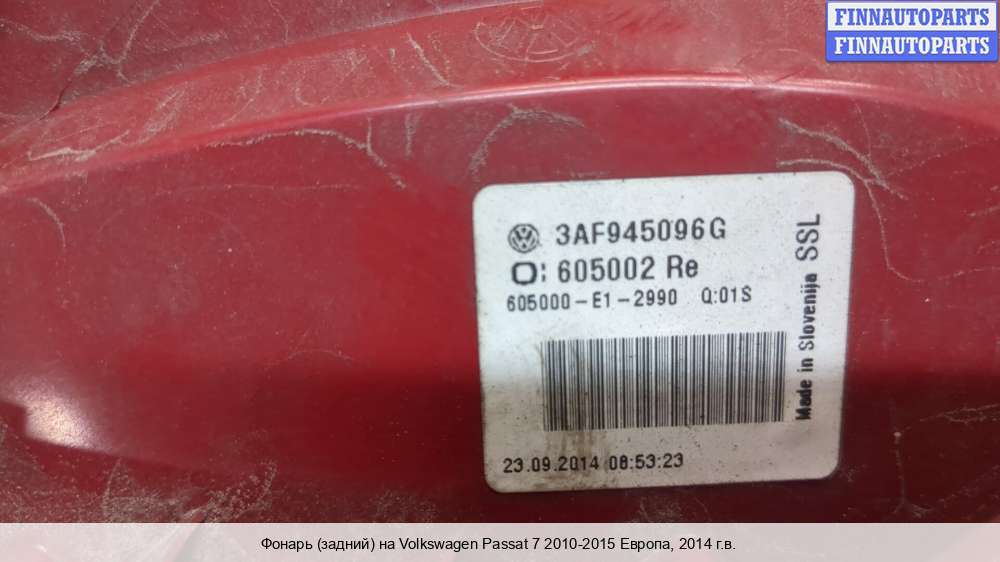 FINNAUTOPARTS
FINNAUTOPARTS
3AF945096G
O: 605002 Re
605000-E1-2990 Q:01S
Made in Slovenija SSL
23.09.2014 08:53:23
Фонарь (задний) на Volkswagen Passat 7 2010-2015 Европа, 2014 г.в.